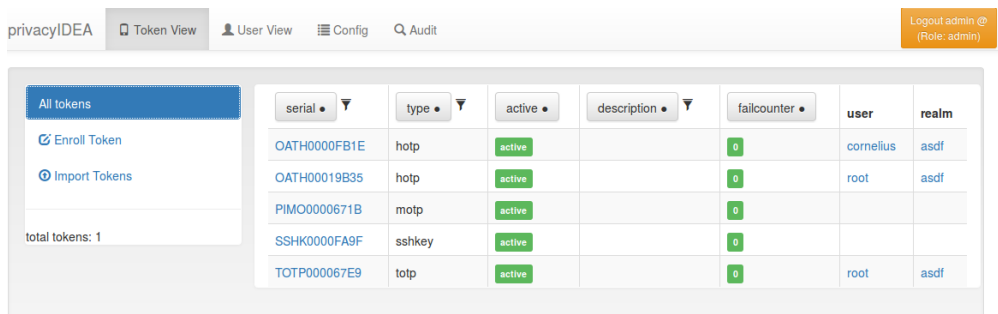 privacyIDEA Token View User View Config Audit Logout admin @
(Role: admin)
All tokens
Enroll Token
Import Tokens
total tokens: 1
serial ● type ● active ● description ● failcounter ● user realm
OATH0000FB1E hotp active 0 cornelius asdf
OATH00019B35 hotp active 0 root asdf
PIMO0000671B motp active 0
SSHK0000FA9F sshkey active 0
TOTP000067E9 totp active 0 root asdf